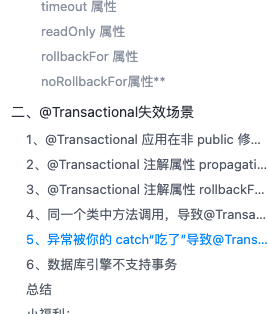 timeout 属性
readOnly 属性
rollbackFor 属性
noRollbackFor属性**
二、@Transactional失效场景
1、@Transactional 应用在非 public 修...
2、@Transactional 注解属性 propagati...
3、@Transactional 注解属性 rollbackF...
4、同一个类中方法调用，导致@Transa...
5、异常被你的 catch“吃了”导致@Trans...
6、数据库引擎不支持事务
总结
小福利：